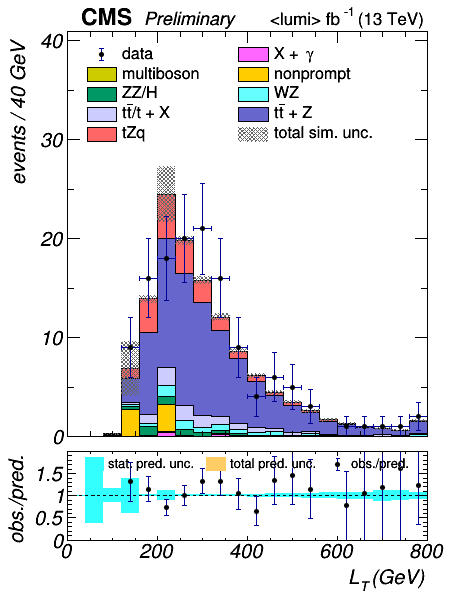 CMS Preliminary <lumi> fb⁻¹ (13 TeV)
events / 40 GeV
40
30
20
10
0
data
X + γ
multiboson
nonprompt
ZZ/H
WZ
tt̄/t + X
tt̄ + Z
tZ̄q
total sim. unc.
obs./pred.
1.5
1
0.5
0
stat. pred. unc.
total pred. unc.
obs./pred.
0 200 400 600 800
L_T(GeV)